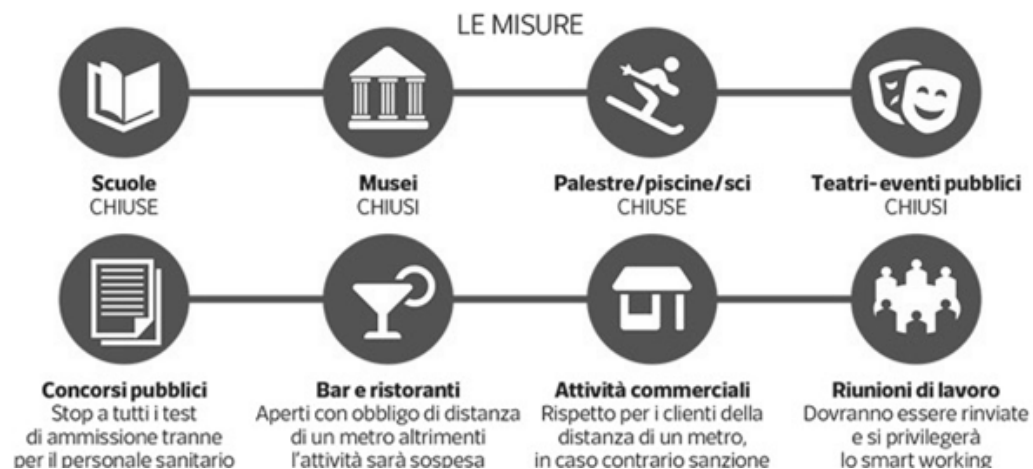 LE MISURE
Scuole
CHIUSE
Musei
CHIUSI
Palestre/piscine/sci
CHIUSE
Teatri-eventi pubblici
CHIUSI
Concorsi pubblici
Stop a tutti i test
di ammissione tranne
per il personale sanitario
Bar e ristoranti
Aperti con obbligo di distanza
di un metro altrimenti
l'attività sarà sospesa
Attività commerciali
Rispetto per i clienti della
distanza di un metro,
in caso contrario sanzione
Riunioni di lavoro
Dovranno essere rinviate
e si privilegerà
lo smart working